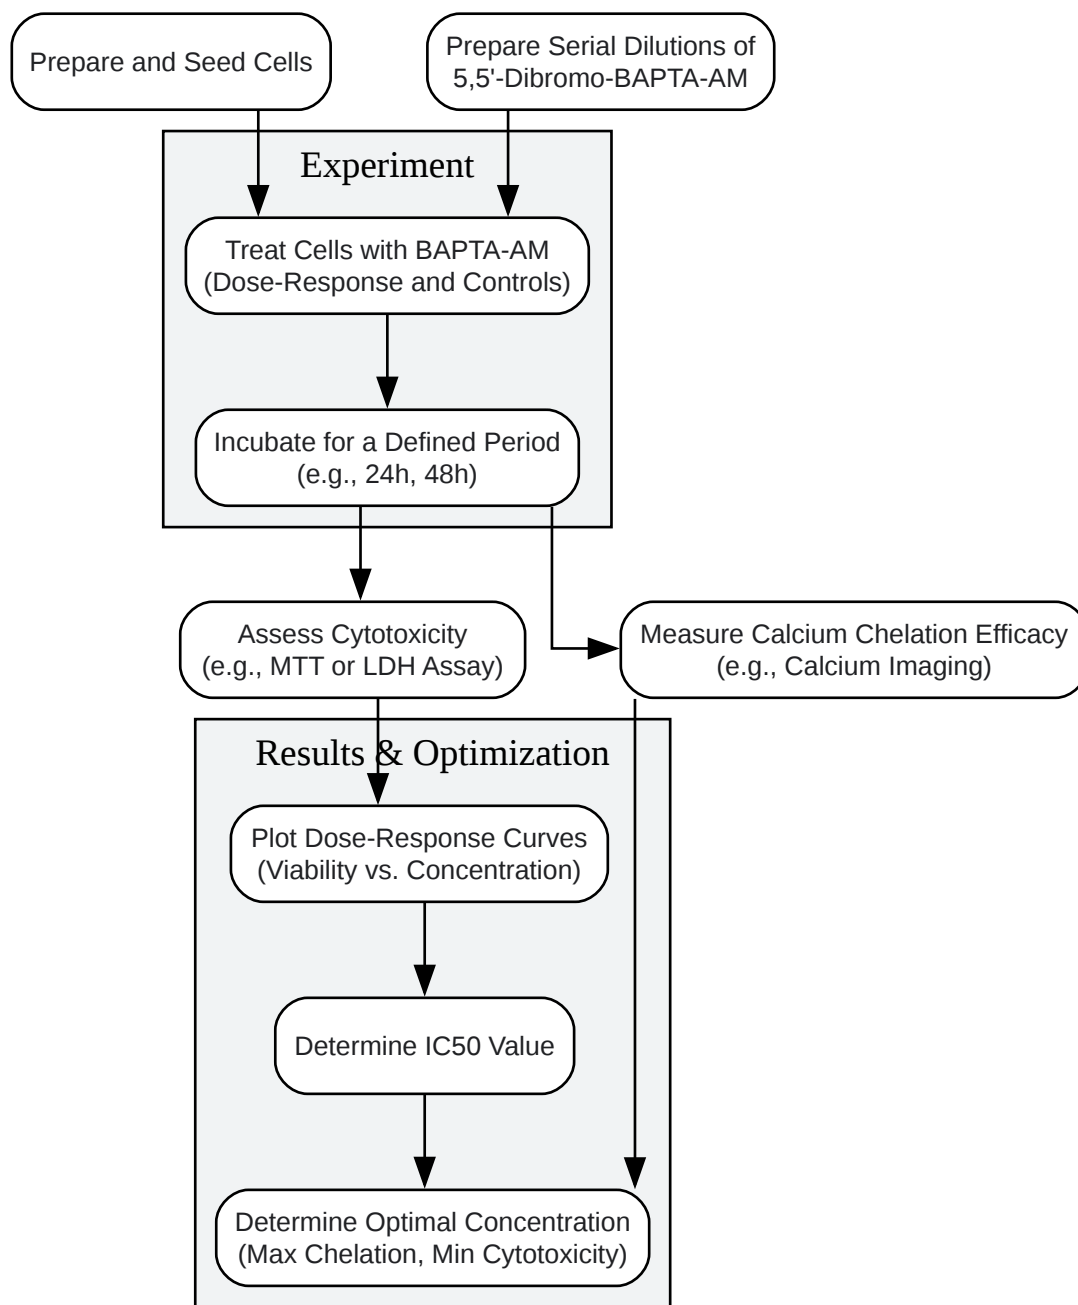 Prepare and Seed Cells
Prepare Serial Dilutions of
5,5'-Dibromo-BAPTA-AM
Experiment
Treat Cells with BAPTA-AM
(Dose-Response and Controls)
Incubate for a Defined Period
(e.g., 24h, 48h)
Assess Cytotoxicity
(e.g., MTT or LDH Assay)
Measure Calcium Chelation Efficacy
(e.g., Calcium Imaging)
Results & Optimization
Plot Dose-Response Curves
(Viability vs. Concentration)
Determine IC50 Value
Determine Optimal Concentration
(Max Chelation, Min Cytotoxicity)